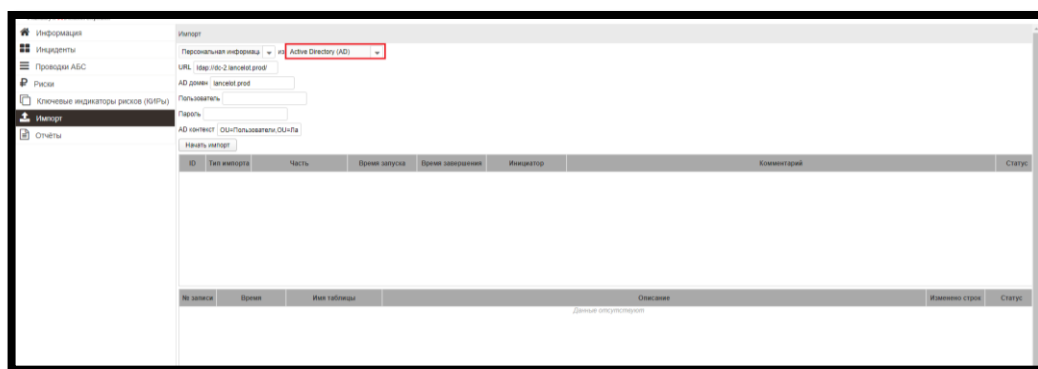 Информация
Инциденты
Проводки АБС
Риски
Ключевые индикаторы рисков (КИРы)
Импорт
Отчёты
Импорт
Персональная информац из Active Directory (AD)
URL ldap://dc-2.lancelot.prod/
AD домен lancelot.prod
Пользователь
Пароль
AD контекст OU=Пользователи,OU=Па
Начать импорт
ID Тип импорта Часть Время запуска Время завершения Инициатор Комментарий Статус
№ записи Время Имя таблицы Описание Изменено строк Статус
Данные отсутствуют